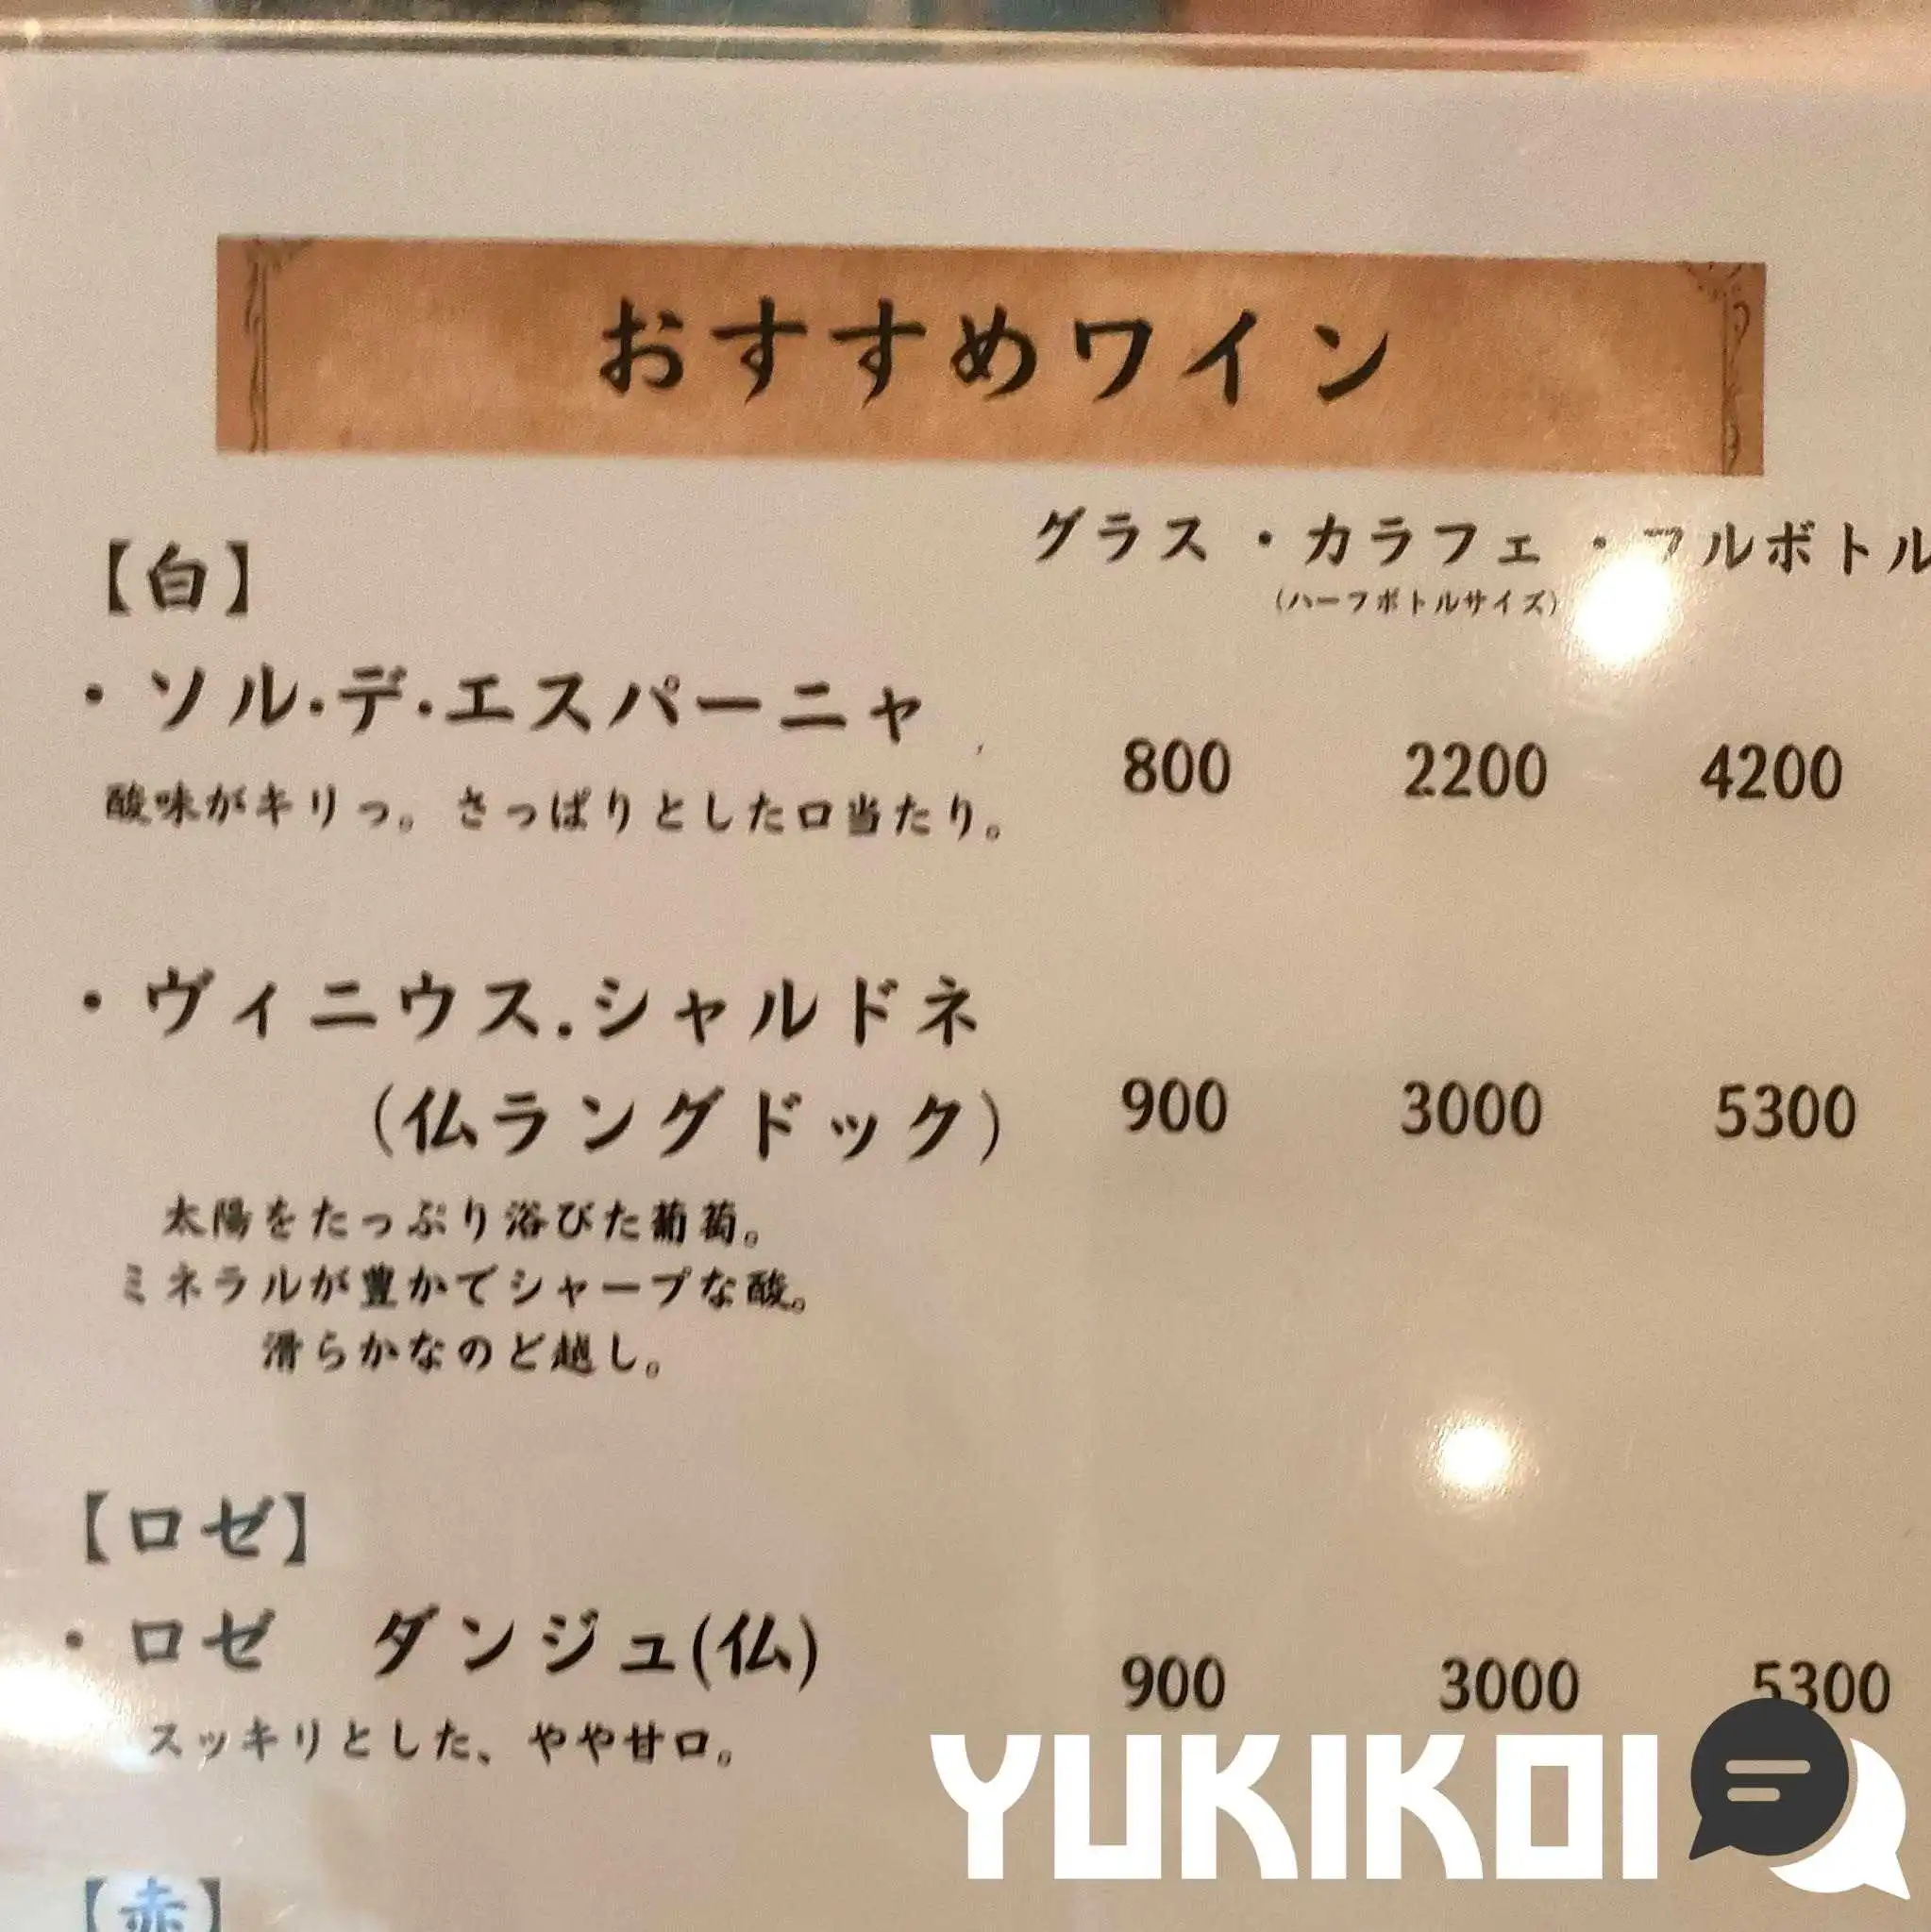 おすすめワイン
【白】
グラス・カラフェ・フルボトル
(ハーフボトルサイズ)
・ソル・デ・エスパーニャ
800 2200 4200
酸味がキリっ。さっぱりとした口当たり。
・ヴィニウス.シャルドネ
(仏ラングドック)
900 3000 5300
太陽をたっぷり浴びた葡萄。
ミネラルが豊かでシャープな酸。
滑らかなのど越し。
【ロゼ】
・ロゼ ダンジュ(仏)
900 3000 5300
スッキリとした、やや甘口。
YUKIKOI
【赤】